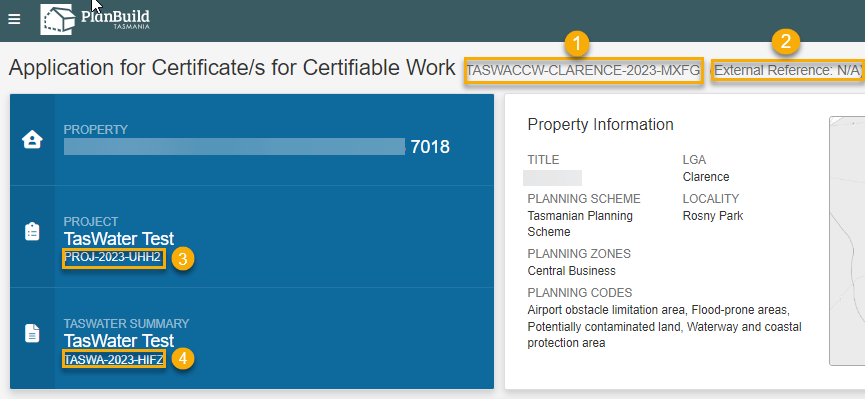 PlanBuild
TASMANIA
1
2
Application for Certificate/s for Certifiable Work TASWACCW-CLARENCE-2023-MXFG (External Reference: N/A)
PROPERTY
7018
PROJECT
TasWater Test
PROJ-2023-UHH2
3
TASWATER SUMMARY
TasWater Test
TASWA-2023-HIFZ
4
Property Information
TITLE
LGA
Clarence
PLANNING SCHEME
LOCALITY
Tasmanian Planning
Rosny Park
Scheme
PLANNING ZONES
Central Business
PLANNING CODES
Airport obstacle limitation area, Flood-prone areas,
Potentially contaminated land, Waterway and coastal
protection area